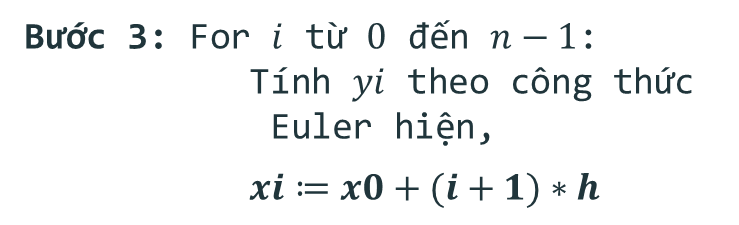 Bước 3: For i từ 0 đến n − 1:
Tính yi theo công thức
Euler hiện,
xi ≔ x0 + (i + 1) ∗ h